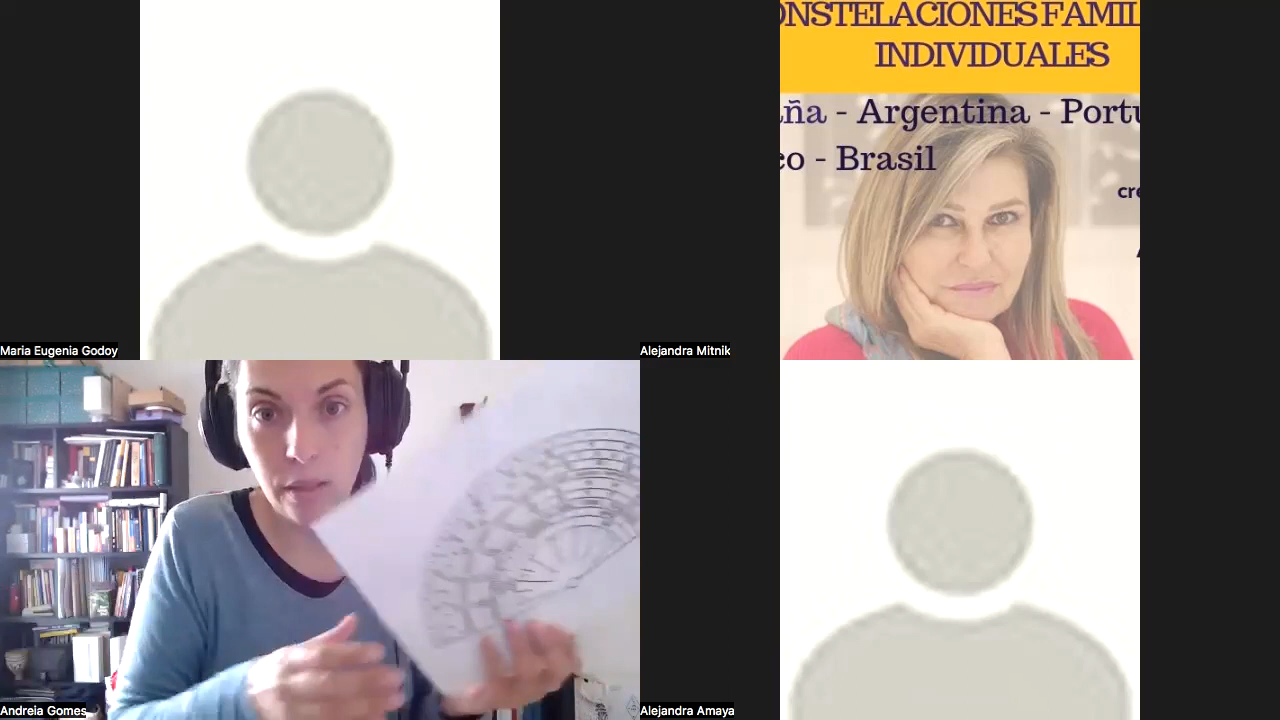 ONSTELACIONES FAMIL
INDIVIDUALES
ña - Argentina - Portu
co - Brasil
cre
Maria Eugenia Godoy
Alejandra Mitnik
Andreia Gomes
Alejandra Amaya